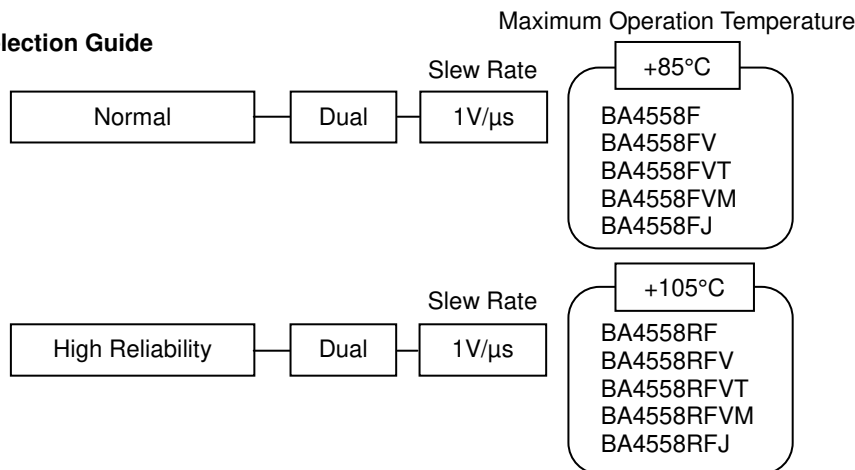 Maximum Operation Temperature
lection Guide
Slew Rate
+85°C
Normal
Dual
1V/µs
BA4558F
BA4558FV
BA4558FVT
BA4558FVM
BA4558FJ
Slew Rate
+105°C
High Reliability
Dual
1V/µs
BA4558RF
BA4558RFV
BA4558RFVT
BA4558RFVM
BA4558RFJ